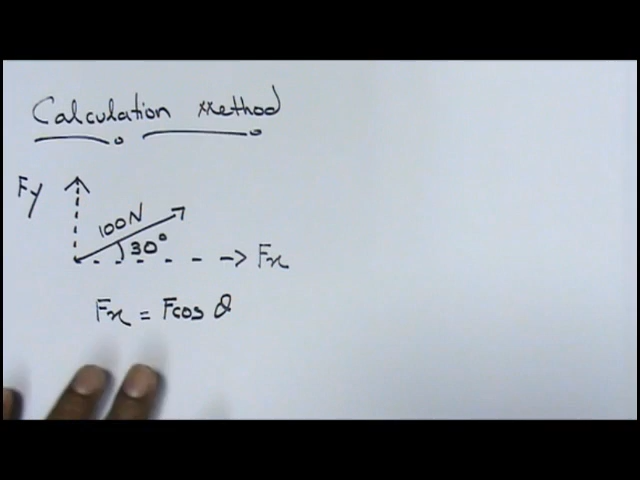 Calculation Method
Fy
100N
30°
Fx
Fx = Fcos θ